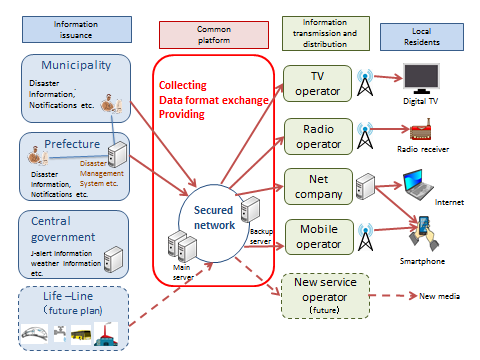 Information
issuance
Common
platform
Information
transmission and
distribution
Local
Residents
Municipality
Disaster
Information,
Notifications etc.
Prefecture
Disaster
Management
System etc.
Disaster
Information,
Notifications etc.
Central
government
J-alert information
weather Information
etc.
Life –Line
(future plan)
Collecting
Data format exchange
Providing
Secured
network
Backup
server
Main
server
TV
operator
Radio
operator
Net
company
Mobile
operator
New service
operator
(future)
Digital TV
Radio receiver
Internet
Smartphone
New media